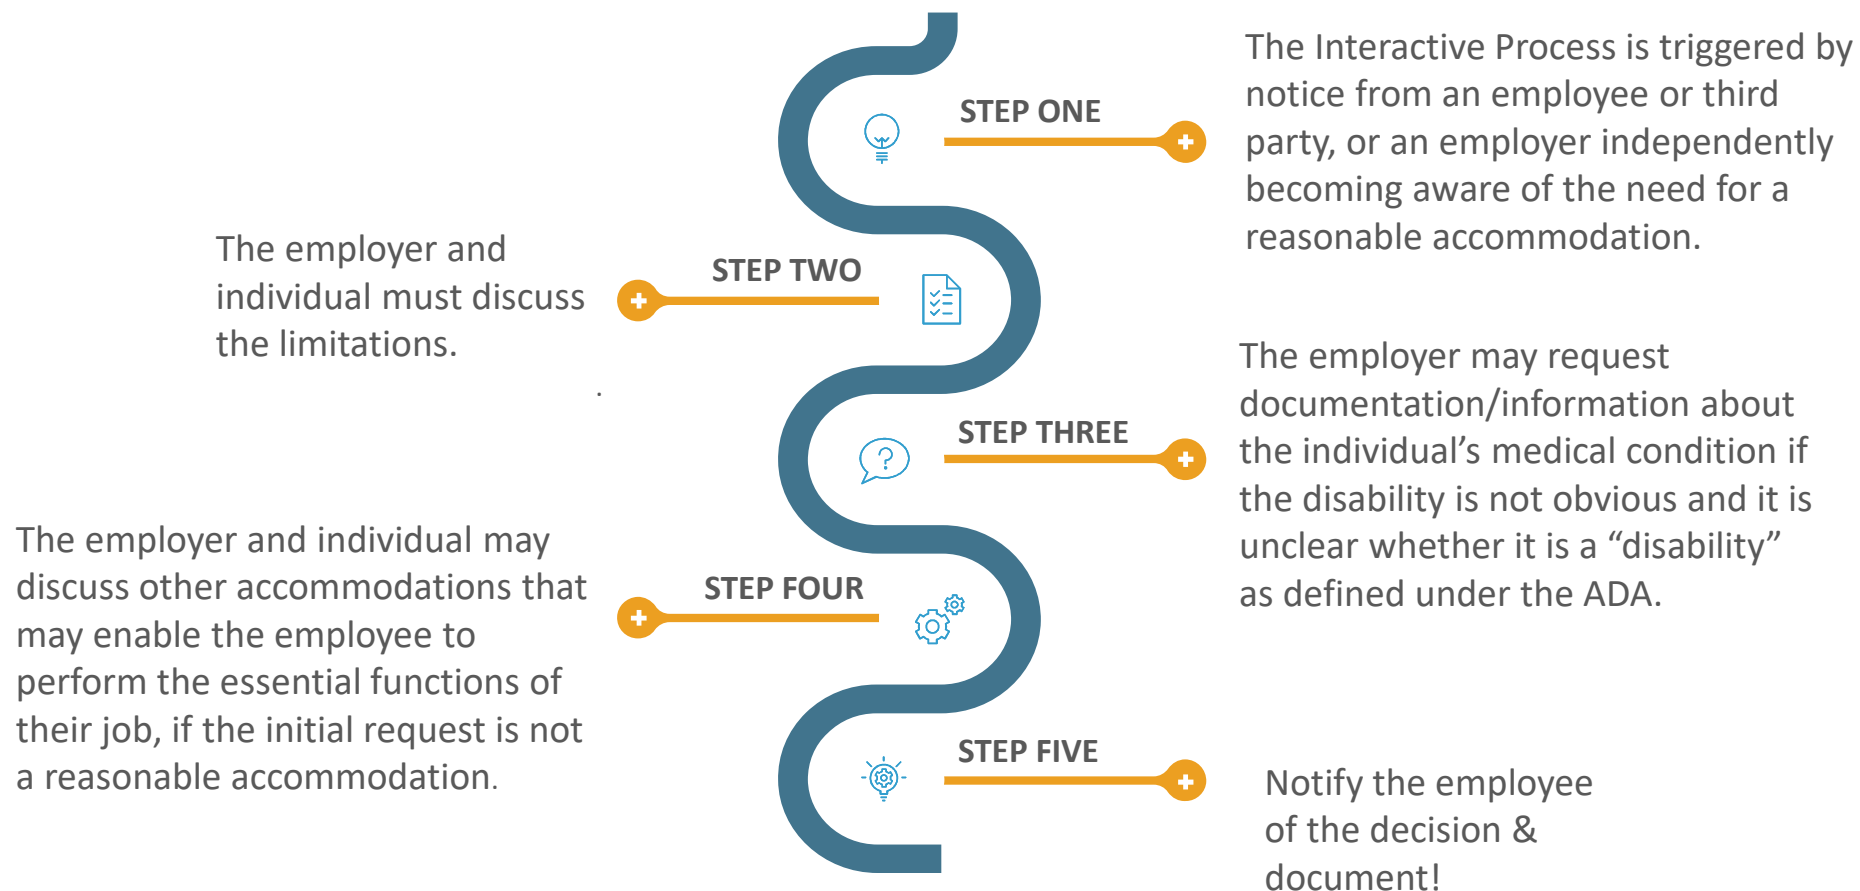 STEP ONE
The Interactive Process is triggered by
notice from an employee or third
party, or an employer independently
becoming aware of the need for a
reasonable accommodation.
STEP TWO
The employer and
individual must discuss
the limitations.
.
STEP THREE
The employer may request
documentation/information about
the individual’s medical condition if
the disability is not obvious and it is
unclear whether it is a “disability”
as defined under the ADA.
STEP FOUR
The employer and individual may
discuss other accommodations that
may enable the employee to
perform the essential functions of
their job, if the initial request is not
a reasonable accommodation.
STEP FIVE
Notify the employee
of the decision &
document!